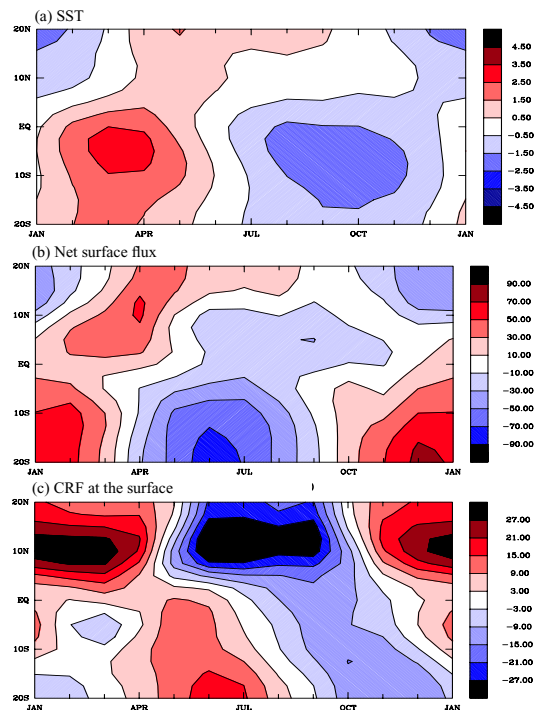 (a) SST
20N
10N
EQ
10S
20S
JAN
APR
JUL
OCT
JAN
4.50
3.50
2.50
1.50
0.50
−0.50
−1.50
−2.50
−3.50
−4.50
(b) Net surface flux
20N
10N
EQ
10S
20S
JAN
APR
JUL
OCT
JAN
90.00
70.00
50.00
30.00
10.00
−10.00
−30.00
−50.00
−70.00
−90.00
(c) CRF at the surface
)
20N
10N
EQ
10S
20S
JAN
APR
JUL
OCT
JAN
27.00
21.00
15.00
9.00
3.00
−3.00
−9.00
−15.00
−21.00
−27.00